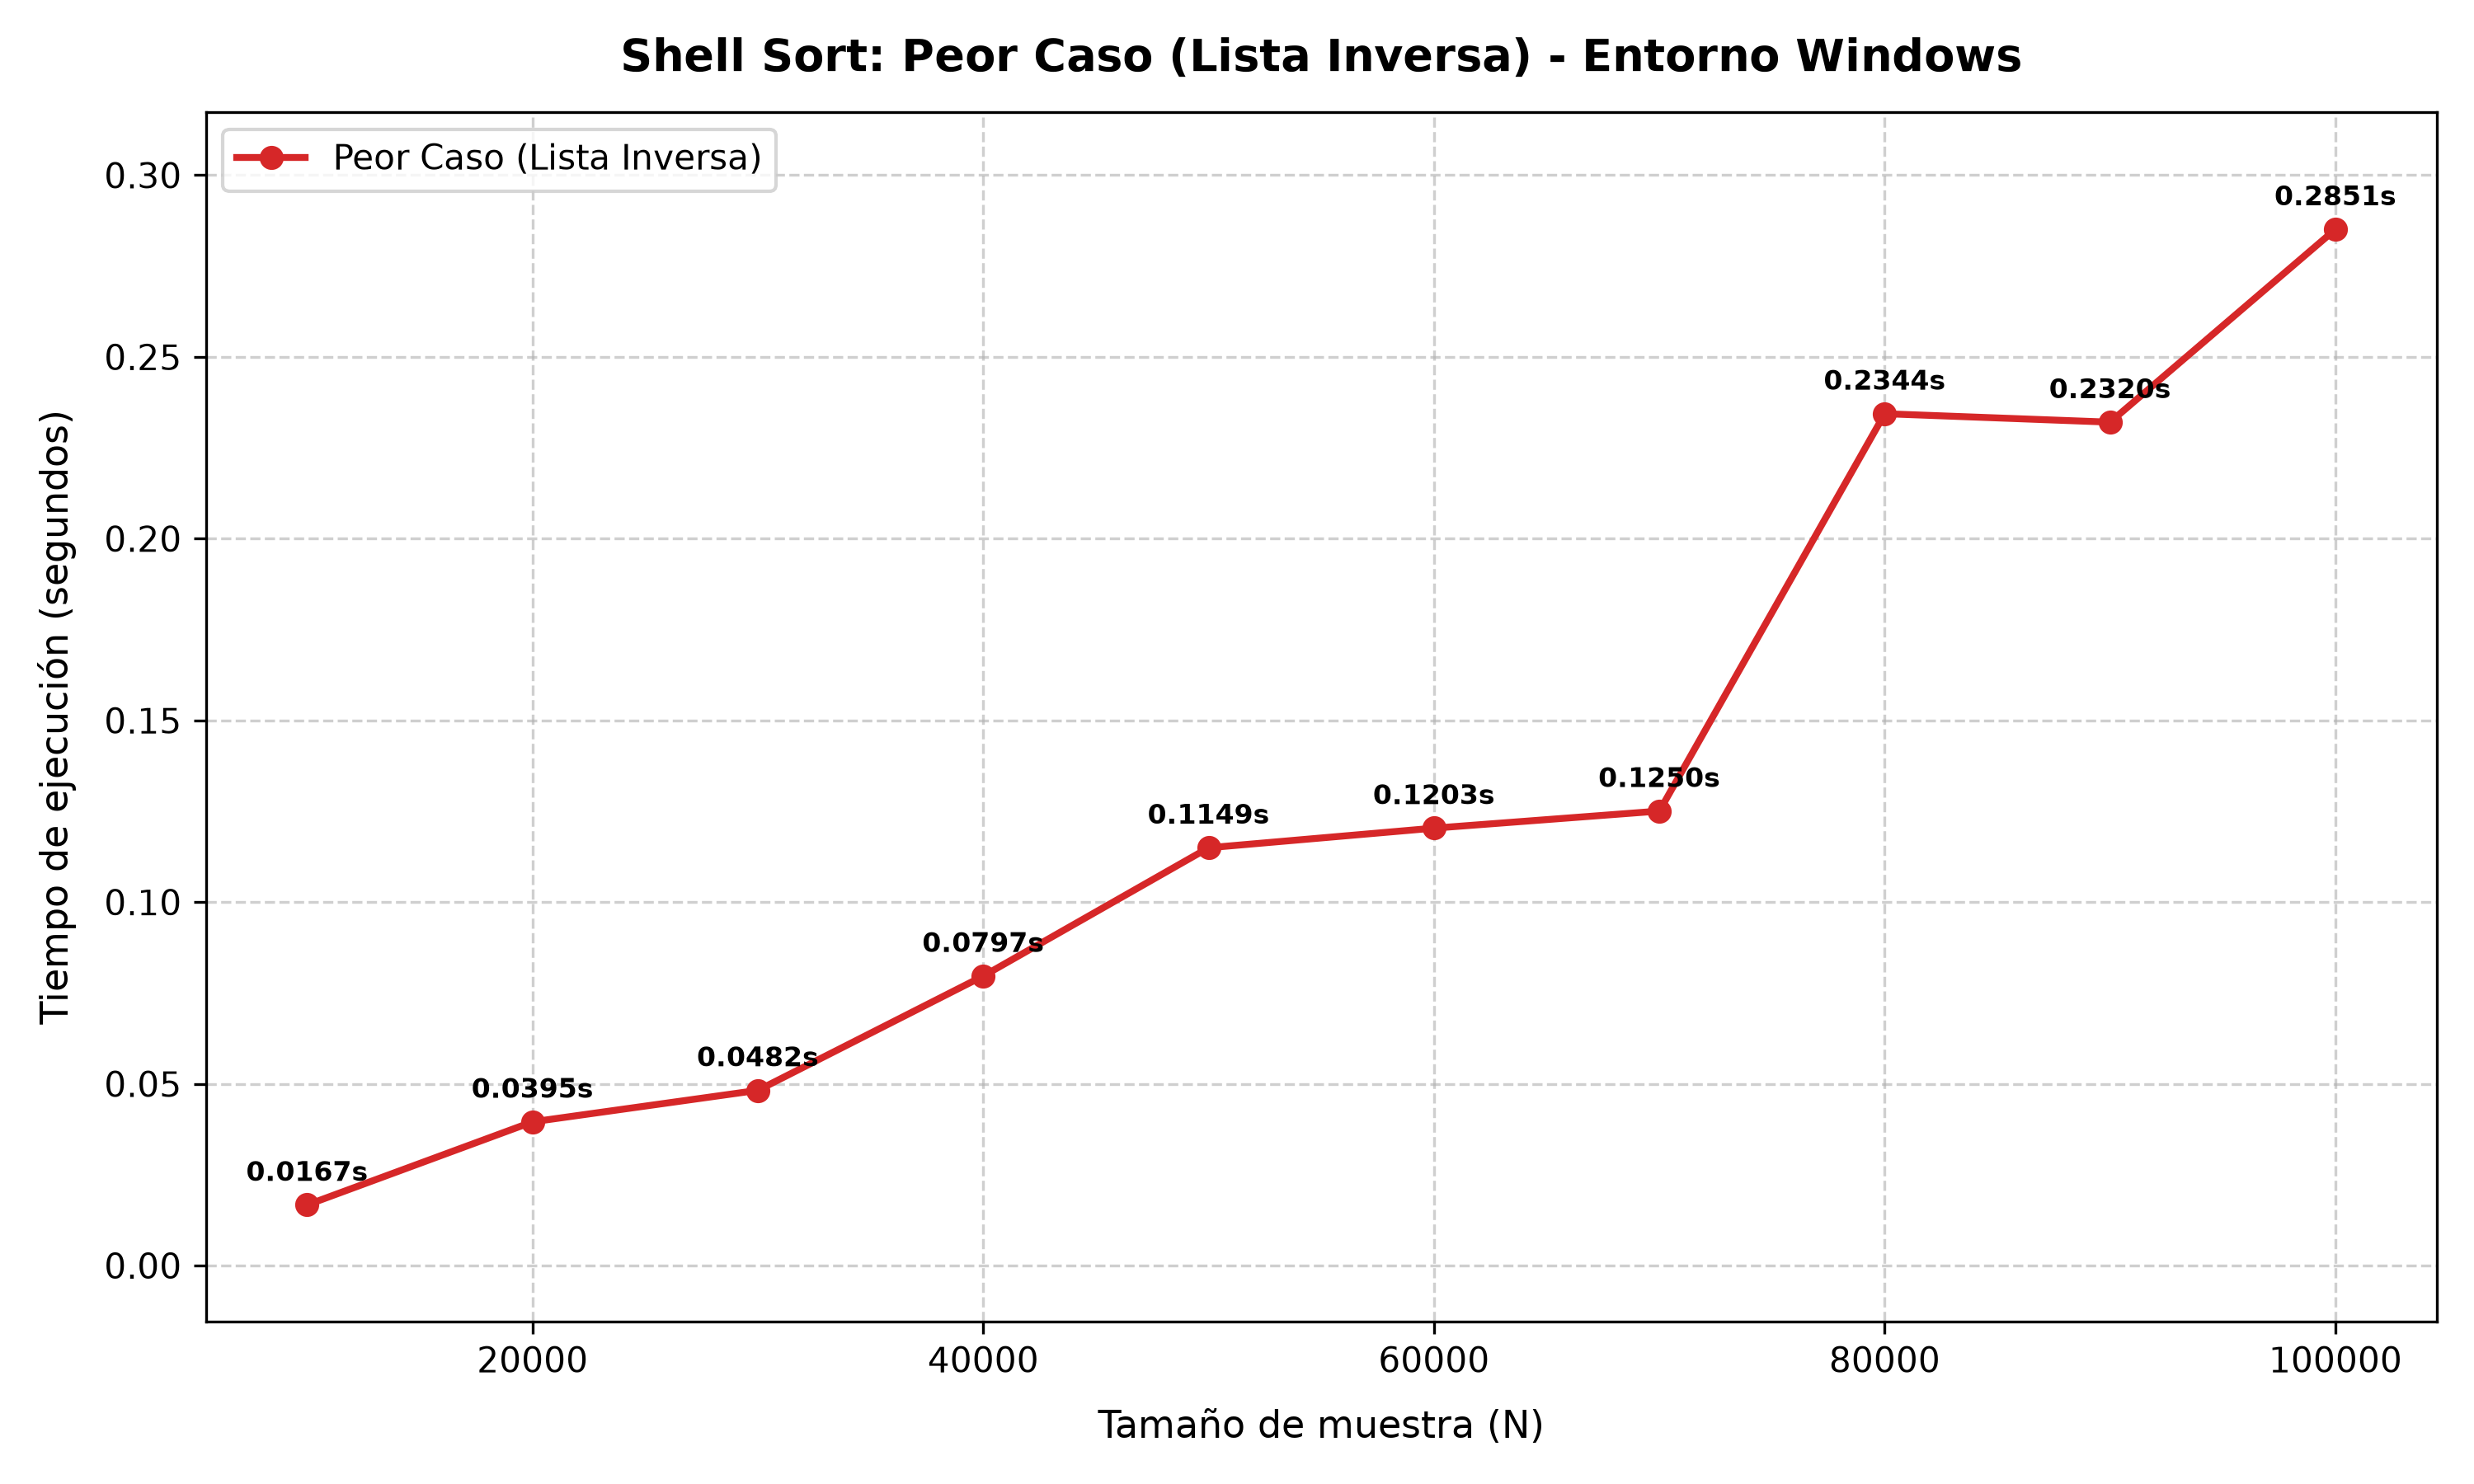 Shell Sort: Peor Caso (Lista Inversa) - Entorno Windows
Peor Caso (Lista Inversa)
Tiempo de ejecución (segundos)
0.30
0.25
0.20
0.15
0.10
0.05
0.00
0.0167s
0.0395s
0.0482s
0.0797s
0.1149s
0.1203s
0.1250s
0.2344s
0.2320s
0.2851s
20000
40000
60000
80000
100000
Tamaño de muestra (N)